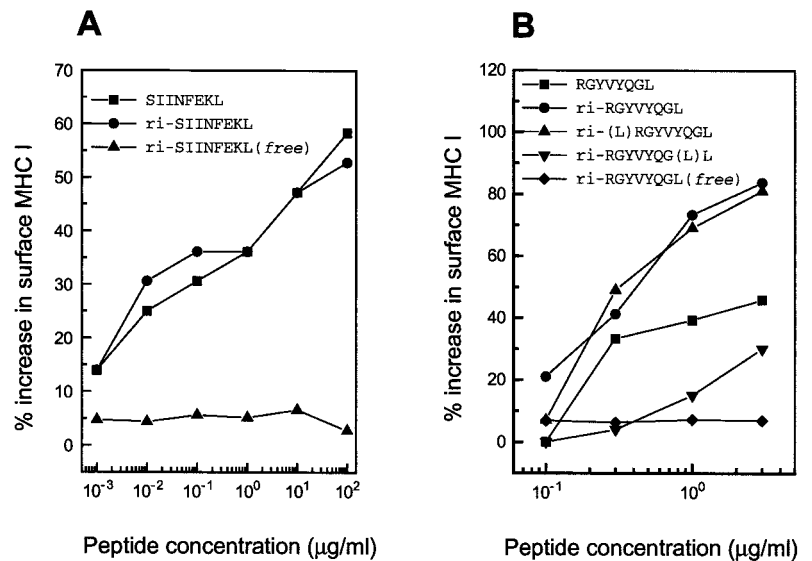 A
% increase in surface MHC I
70
60
50
40
30
20
10
0
SIINFEKL
ri-SIINFEKL
ri-SIINFEKL(free)
10⁻³ 10⁻² 10⁻¹ 10⁰ 10¹ 10²
Peptide concentration (µg/ml)
B
% increase in surface MHC I
120
100
80
60
40
20
0
RGYVYQGL
ri-RGYVYQGL
ri-(L)RGYVYQGL
ri-RGYVYQG(L)L
ri-RGYVYQGL(free)
10⁻¹ 10⁰
Peptide concentration (µg/ml)